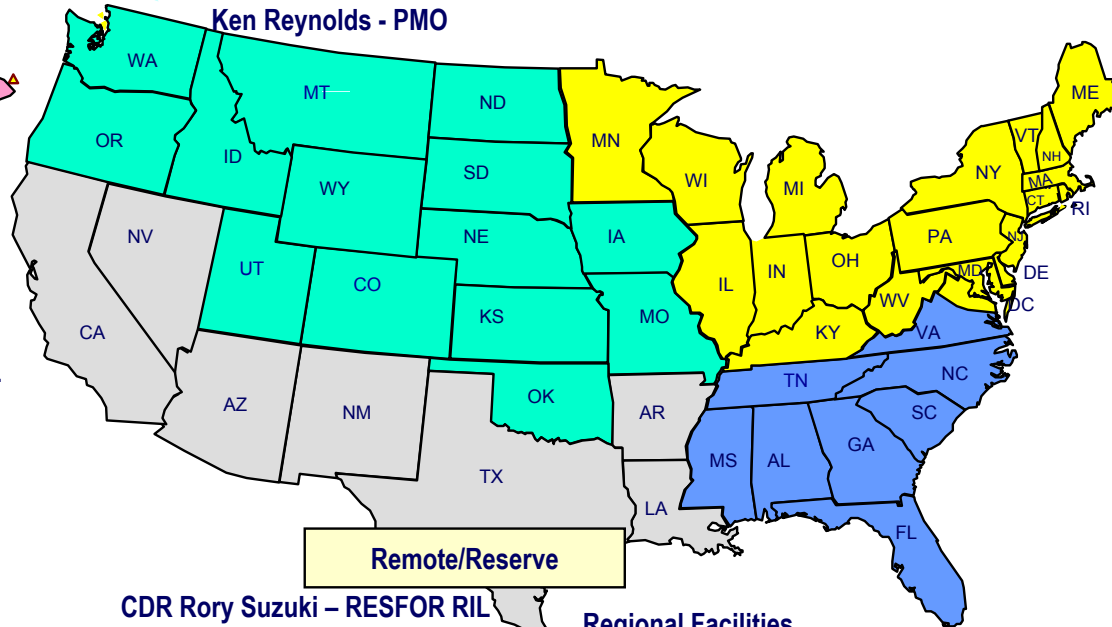 Ken Reynolds - PMO
WA
MT
ND
MN
ME
OR
ID
SD
WI
MI
NY
VT
NH
MA
CT
RI
WY
NV
NE
IA
PA
NJ
UT
CO
IL
IN
OH
MD
DE
DC
WV
KS
MO
CA
KY
VA
TN
NC
AZ
NM
OK
AR
SC
MS
AL
GA
TX
LA
FL
Remote/Reserve
CDR Rory Suzuki – RESFOR RIL
Regional Facilities